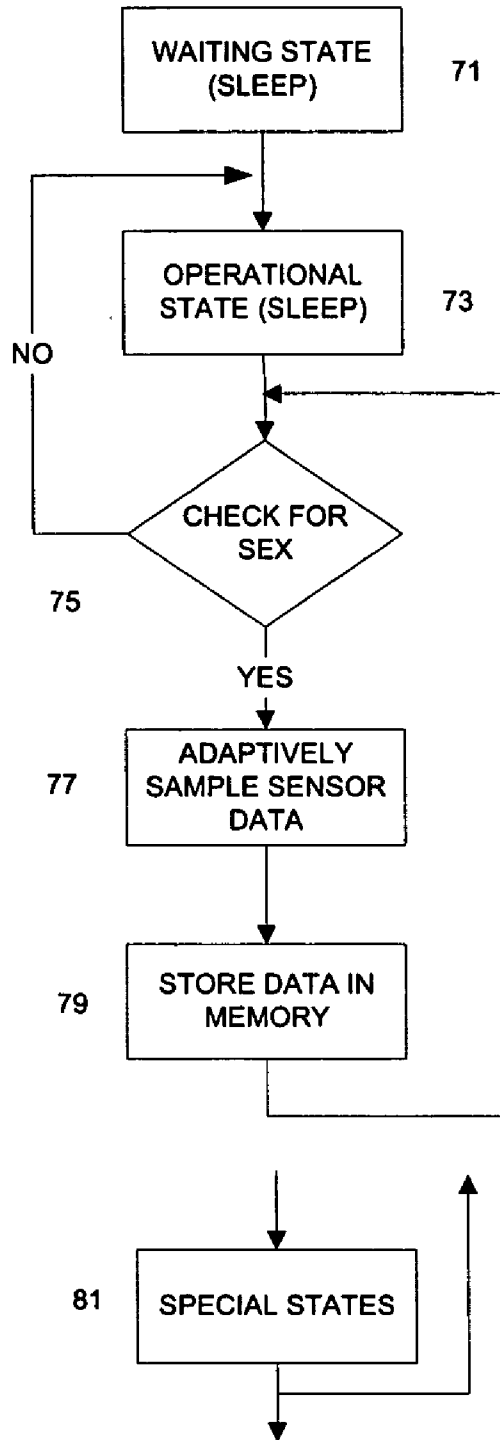 WAITING STATE
(SLEEP)
71
OPERATIONAL
STATE (SLEEP)
73
NO
CHECK FOR
SEX
75
YES
ADAPTIVELY
SAMPLE SENSOR
DATA
77
STORE DATA IN
MEMORY
79
SPECIAL STATES
81